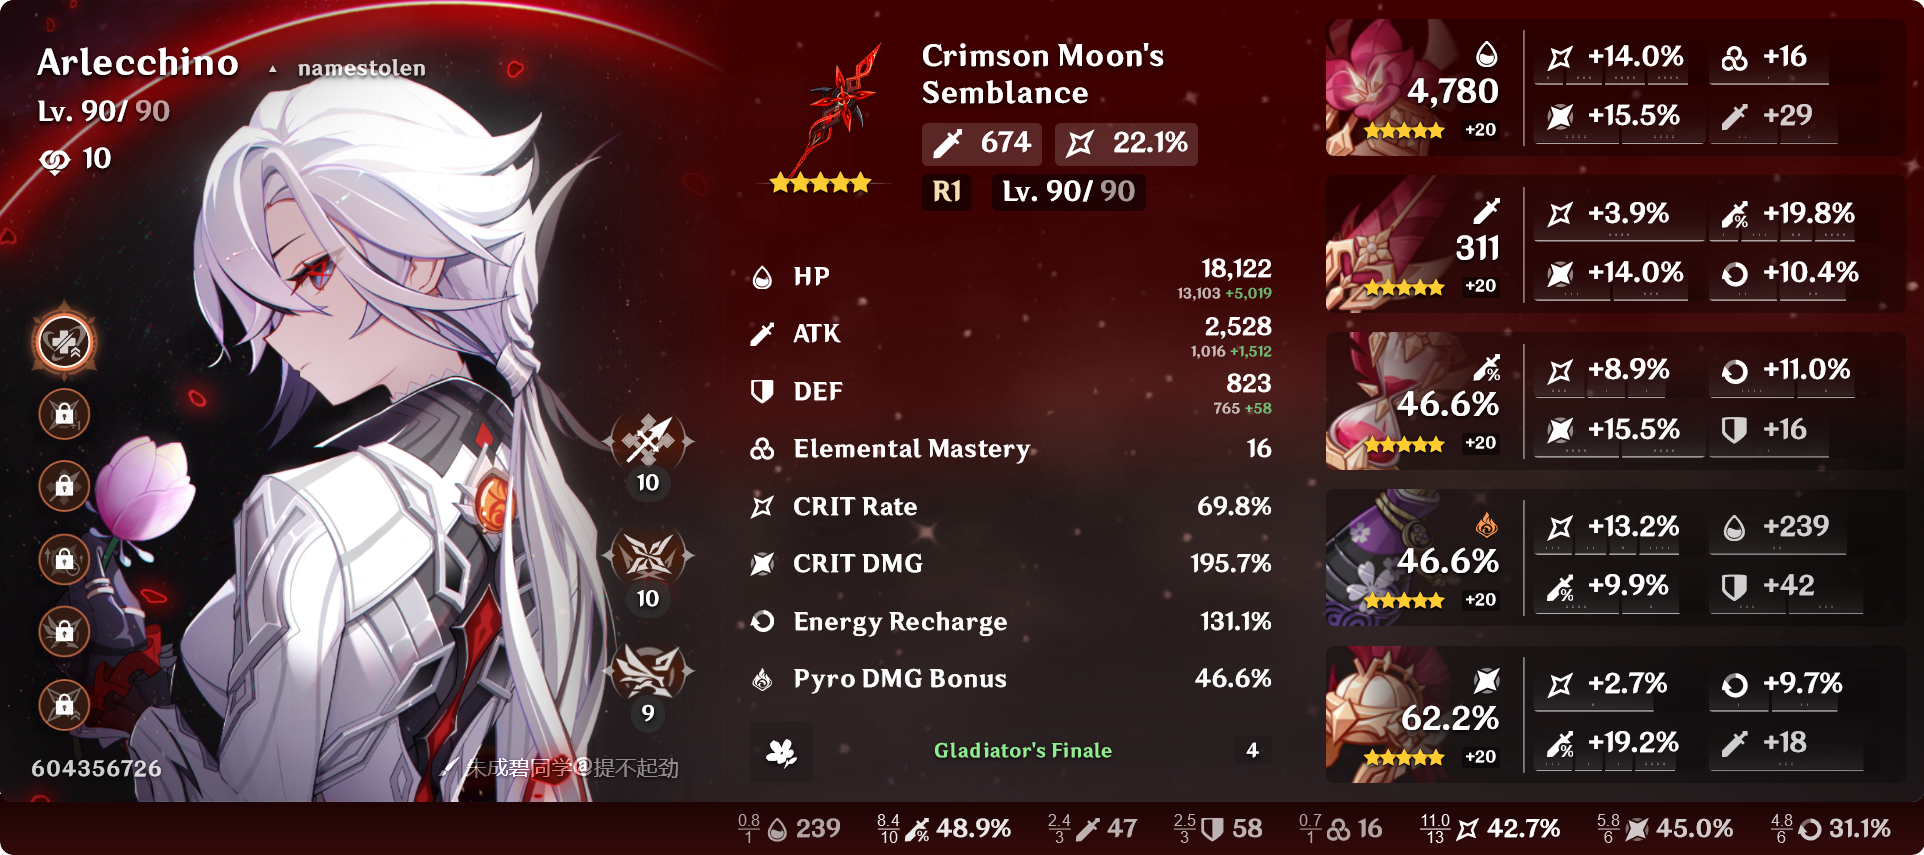 Arlecchino ▲ namestolen
Lv. 90/ 90
10
10
10
9
604356726
朱成碧同学@提不起劲
Crimson Moon's
Semblance
674 22.1%
R1 Lv. 90/ 90
HP 18,122
13,103 +5,019
ATK 2,528
1,016 +1,512
DEF 823
765 +58
Elemental Mastery 16
CRIT Rate 69.8%
CRIT DMG 195.7%
Energy Recharge 131.1%
Pyro DMG Bonus 46.6%
Gladiator's Finale 4
+14.0% +16
4,780
+15.5% +29
+20
+3.9% +19.8%
311
+14.0% +10.4%
+20
+8.9% +11.0%
46.6%
+15.5% +16
+20
+13.2% +239
46.6%
+9.9% +42
+20
+2.7% +9.7%
62.2%
+19.2% +18
+20
0.8/1 239 8.4/10 48.9% 2.4/3 47 2.5/3 58 0.7/1 16 11.0/13 42.7% 5.8/6 45.0% 4.8/6 31.1%